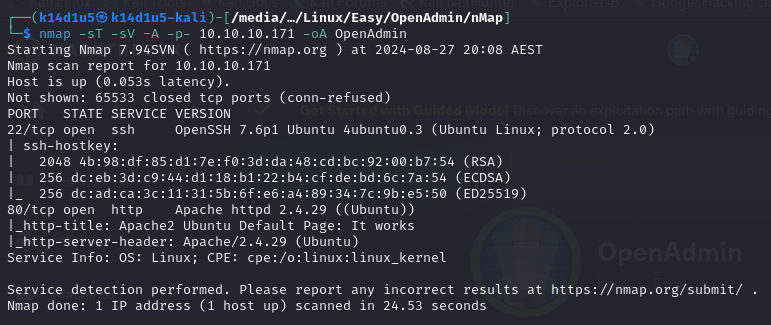 ┌──(k14d1u5㉿k14d1u5-kali)-[/media/…/Linux/Easy/OpenAdmin/nMap]
└─$ nmap -sT -sV -A -p- 10.10.10.171 -oA OpenAdmin
Starting Nmap 7.94SVN ( https://nmap.org ) at 2024-08-27 20:08 AEST
Nmap scan report for 10.10.10.171
Host is up (0.053s latency).
Not shown: 65533 closed tcp ports (conn-refused)
PORT   STATE SERVICE VERSION
22/tcp open  ssh     OpenSSH 7.6p1 Ubuntu 4ubuntu0.3 (Ubuntu Linux; protocol 2.0)
| ssh-hostkey:
|   2048 4b:98:df:85:d1:7e:f0:3d:da:48:cd:bc:92:00:b7:54 (RSA)
|   256 dc:eb:3d:c9:44:d1:18:b1:22:b4:cf:de:bd:6c:7a:54 (ECDSA)
|_  256 dc:ad:ca:3c:11:31:5b:6f:e6:a4:89:34:7c:9b:e5:50 (ED25519)
80/tcp open  http    Apache httpd 2.4.29 ((Ubuntu))
|_http-title: Apache2 Ubuntu Default Page: It works
|_http-server-header: Apache/2.4.29 (Ubuntu)
Service Info: OS: Linux; CPE: cpe:/o:linux:linux_kernel
OpenAdmin
Service detection performed. Please report any incorrect results at https://nmap.org/submit/ .
Nmap done: 1 IP address (1 host up) scanned in 24.53 seconds